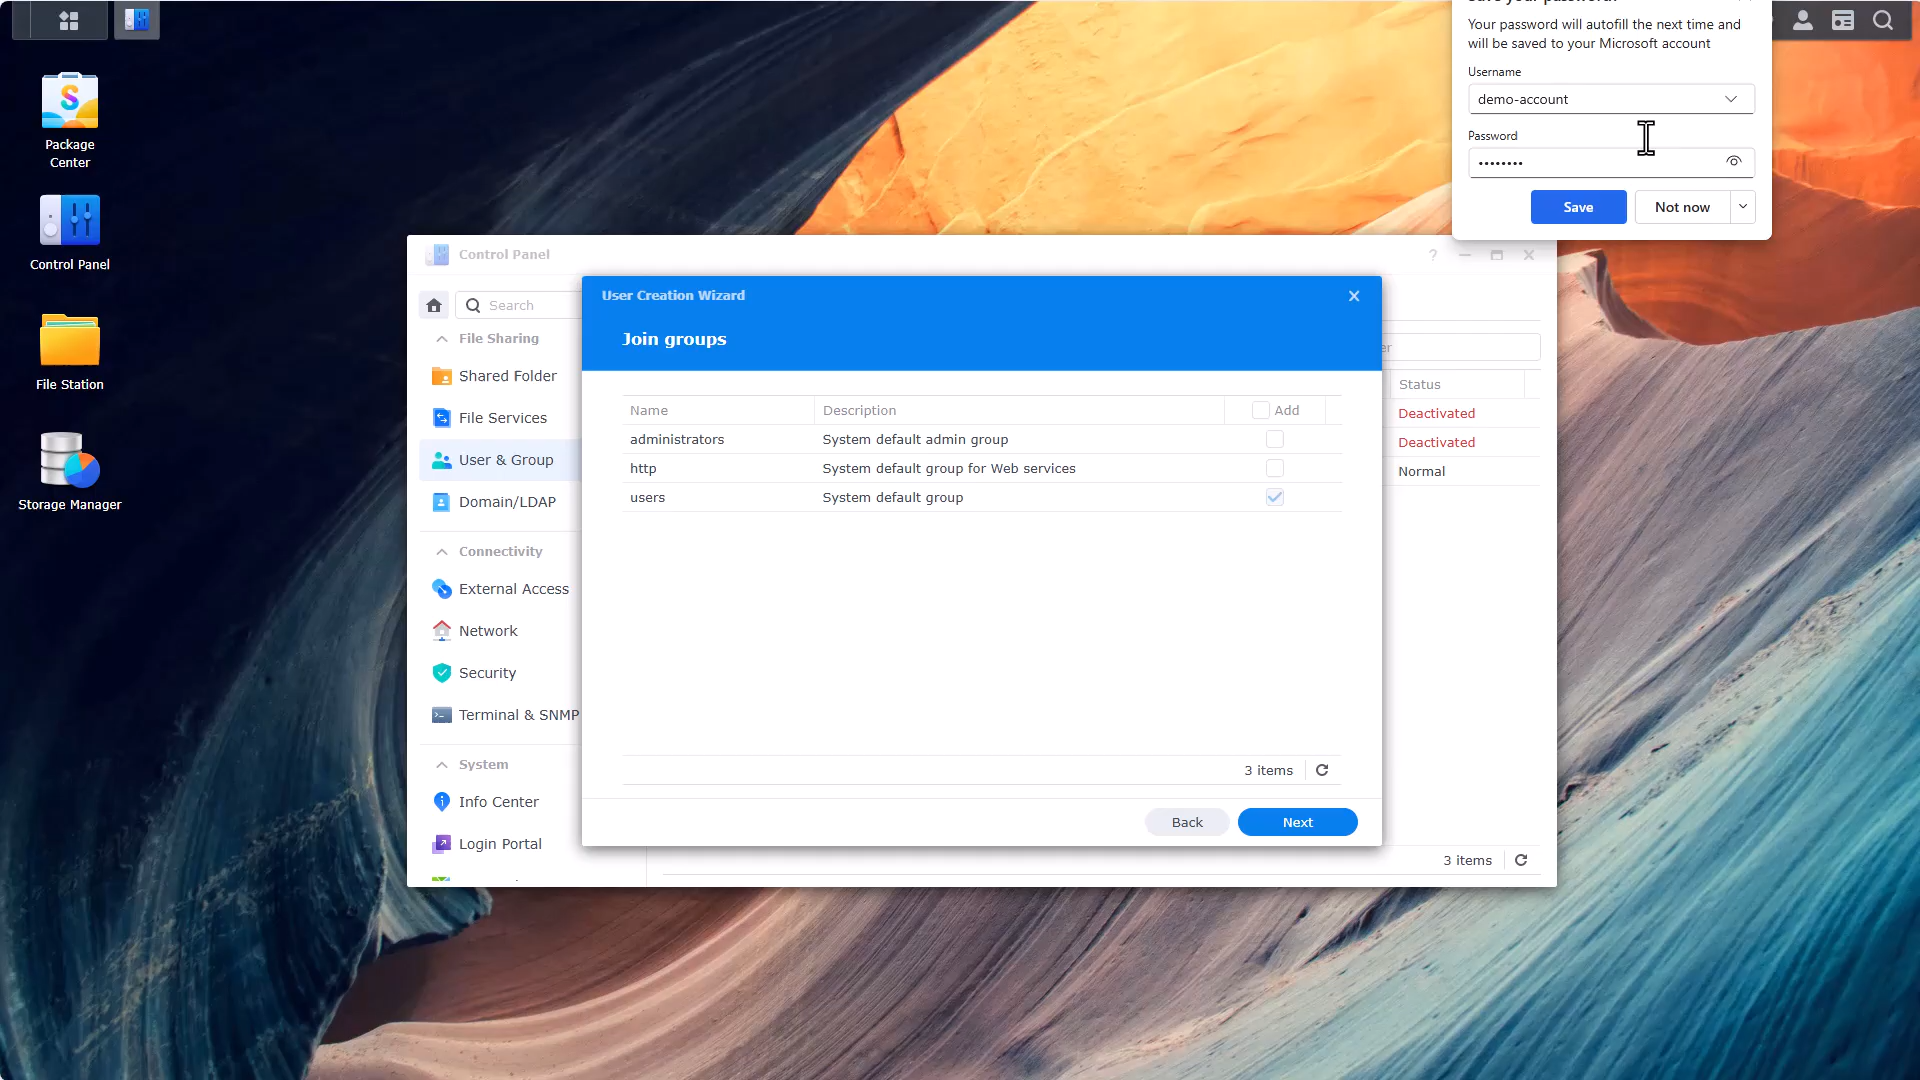 Your password will autofill the next time and
will be saved to your Microsoft account
Username
demo-account
Password
••••••••
Save
Not now
Package
Center
Control Panel
File Station
Storage Manager
Control Panel
?
Search
File Sharing
Shared Folder
File Services
User & Group
Domain/LDAP
Connectivity
External Access
Network
Security
Terminal & SNMP
System
Info Center
Login Portal
User Creation Wizard
Join groups
Name Description Add
administrators System default admin group
http System default group for Web services
users System default group
3 items
Back
Next
Status
Deactivated
Deactivated
Normal
3 items